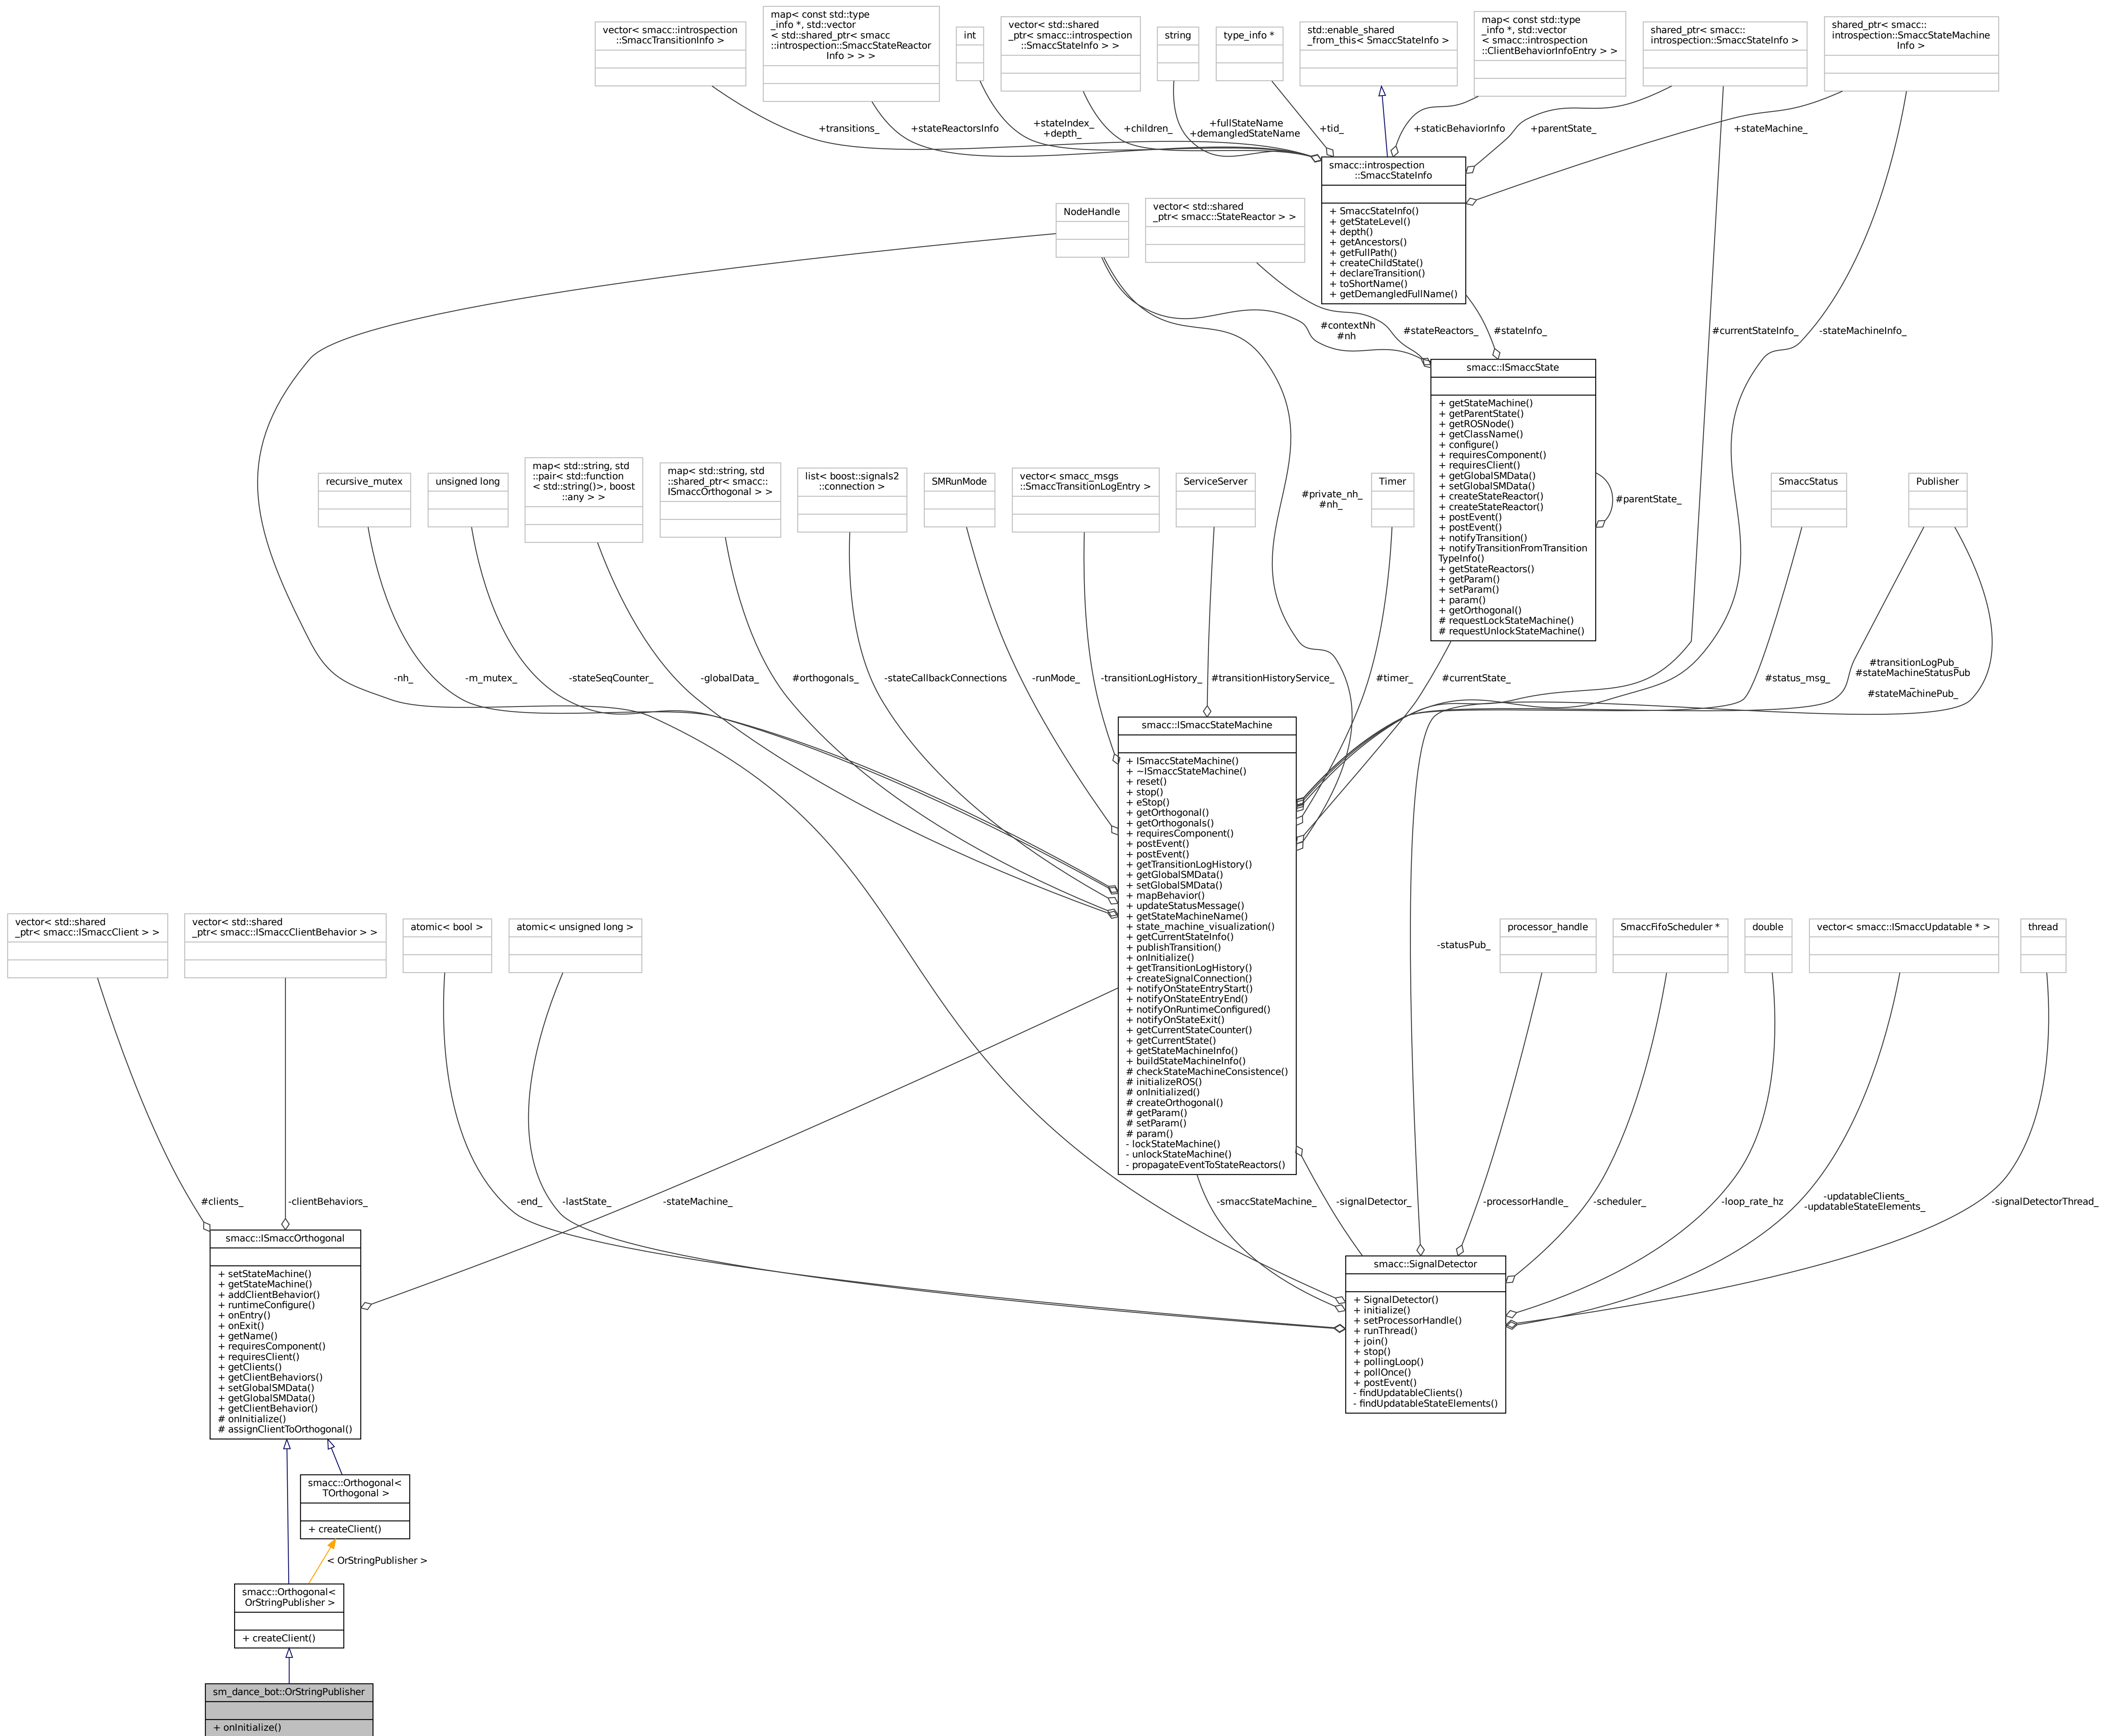 vector< smacc::introspection
::SmaccTransitionInfo >
map< const std::type
_info *, std::vector
< std::shared_ptr< smacc
::introspection::SmaccStateReactor
Info > > >
int
vector< std::shared
_ptr< smacc::introspection
::SmaccStateInfo > >
string
type_info *
std::enable_shared
_from_this< SmaccStateInfo >
map< const std::type
_info *, std::vector
< smacc::introspection
::ClientBehaviorInfoEntry > >
shared_ptr< smacc::
introspection::SmaccStateInfo >
shared_ptr< smacc::
introspection::SmaccStateMachine
Info >
+transitions_
+stateReactorsInfo
+stateIndex_
+depth_
+children_
+fullStateName
+demangledStateName
+tid_
+staticBehaviorInfo
+parentState_
+stateMachine_
smacc::introspection
::SmaccStateInfo
+ SmaccStateInfo()
+ getStateLevel()
+ depth()
+ getAncestors()
+ getFullPath()
+ createChildState()
+ declareTransition()
+ toShortName()
+ getDemangledFullName()
NodeHandle
vector< std::shared
_ptr< smacc::StateReactor > >
#contextNh
#nh
#stateReactors_
#stateInfo_
#currentStateInfo_
-stateMachineInfo_
smacc::ISmaccState
+ getStateMachine()
+ getParentState()
+ getROSNode()
+ getClassName()
+ configure()
+ requiresComponent()
+ requiresClient()
+ getGlobalSMData()
+ setGlobalSMData()
+ createStateReactor()
+ createStateReactor()
+ postEvent()
+ postEvent()
+ notifyTransition()
+ notifyTransitionFromTransition
TypeInfo()
+ getStateReactors()
+ getParam()
+ setParam()
+ param()
+ getOrthogonal()
# requestLockStateMachine()
# requestUnlockStateMachine()
#parentState_
recursive_mutex
unsigned long
map< std::string, std
::pair< std::function
< std::string()>, boost
::any > >
map< std::string, std
::shared_ptr< smacc::
ISmaccOrthogonal > >
list< boost::signals2
::connection >
SMRunMode
vector< smacc_msgs
::SmaccTransitionLogEntry >
ServiceServer
#private_nh_
#nh_
Timer
SmaccStatus
Publisher
-nh_
-m_mutex_
-stateSeqCounter_
-globalData_
#orthogonals_
-stateCallbackConnections
-runMode_
-transitionLogHistory_
#transitionHistoryService_
#timer_
#currentState_
#status_msg_
#transitionLogPub_
#stateMachineStatusPub
_
#stateMachinePub_
smacc::ISmaccStateMachine
+ ISmaccStateMachine()
+ ~ISmaccStateMachine()
+ reset()
+ stop()
+ eStop()
+ getOrthogonal()
+ getOrthogonals()
+ requiresComponent()
+ postEvent()
+ postEvent()
+ getTransitionLogHistory()
+ getGlobalSMData()
+ setGlobalSMData()
+ mapBehavior()
+ updateStatusMessage()
+ getStateMachineName()
+ state_machine_visualization()
+ getCurrentStateInfo()
+ publishTransition()
+ onInitialize()
+ getTransitionLogHistory()
+ createSignalConnection()
+ notifyOnStateEntryStart()
+ notifyOnStateEntryEnd()
+ notifyOnRuntimeConfigured()
+ notifyOnStateExit()
+ getCurrentStateCounter()
+ getCurrentState()
+ getStateMachineInfo()
+ buildStateMachineInfo()
# checkStateMachineConsistence()
# initializeROS()
# onInitialized()
# createOrthogonal()
# getParam()
# setParam()
# param()
- lockStateMachine()
- unlockStateMachine()
- propagateEventToStateReactors()
vector< std::shared
_ptr< smacc::ISmaccClient > >
vector< std::shared
_ptr< smacc::ISmaccClientBehavior > >
atomic< bool >
atomic< unsigned long >
-statusPub_
processor_handle
SmaccFifoScheduler *
double
vector< smacc::ISmaccUpdatable * >
thread
#clients_
-clientBehaviors_
-stateMachine_
-end_
-lastState_
-smaccStateMachine_
-signalDetector_
-processorHandle_
-scheduler_
-loop_rate_hz
-updatableClients_
-updatableStateElements_
-signalDetectorThread_
smacc::ISmaccOrthogonal
+ setStateMachine()
+ getStateMachine()
+ addClientBehavior()
+ runtimeConfigure()
+ onEntry()
+ onExit()
+ getName()
+ requiresComponent()
+ requiresClient()
+ getClients()
+ getClientBehaviors()
+ setGlobalSMData()
+ getGlobalSMData()
+ getClientBehavior()
# onInitialize()
# assignClientToOrthogonal()
smacc::SignalDetector
+ SignalDetector()
+ initialize()
+ setProcessorHandle()
+ runThread()
+ join()
+ stop()
+ pollingLoop()
+ pollOnce()
+ postEvent()
- findUpdatableClients()
- findUpdatableStateElements()
smacc::Orthogonal<
TOrthogonal >
+ createClient()
< OrStringPublisher >
smacc::Orthogonal<
OrStringPublisher >
+ createClient()
sm_dance_bot::OrStringPublisher
+ onInitialize()